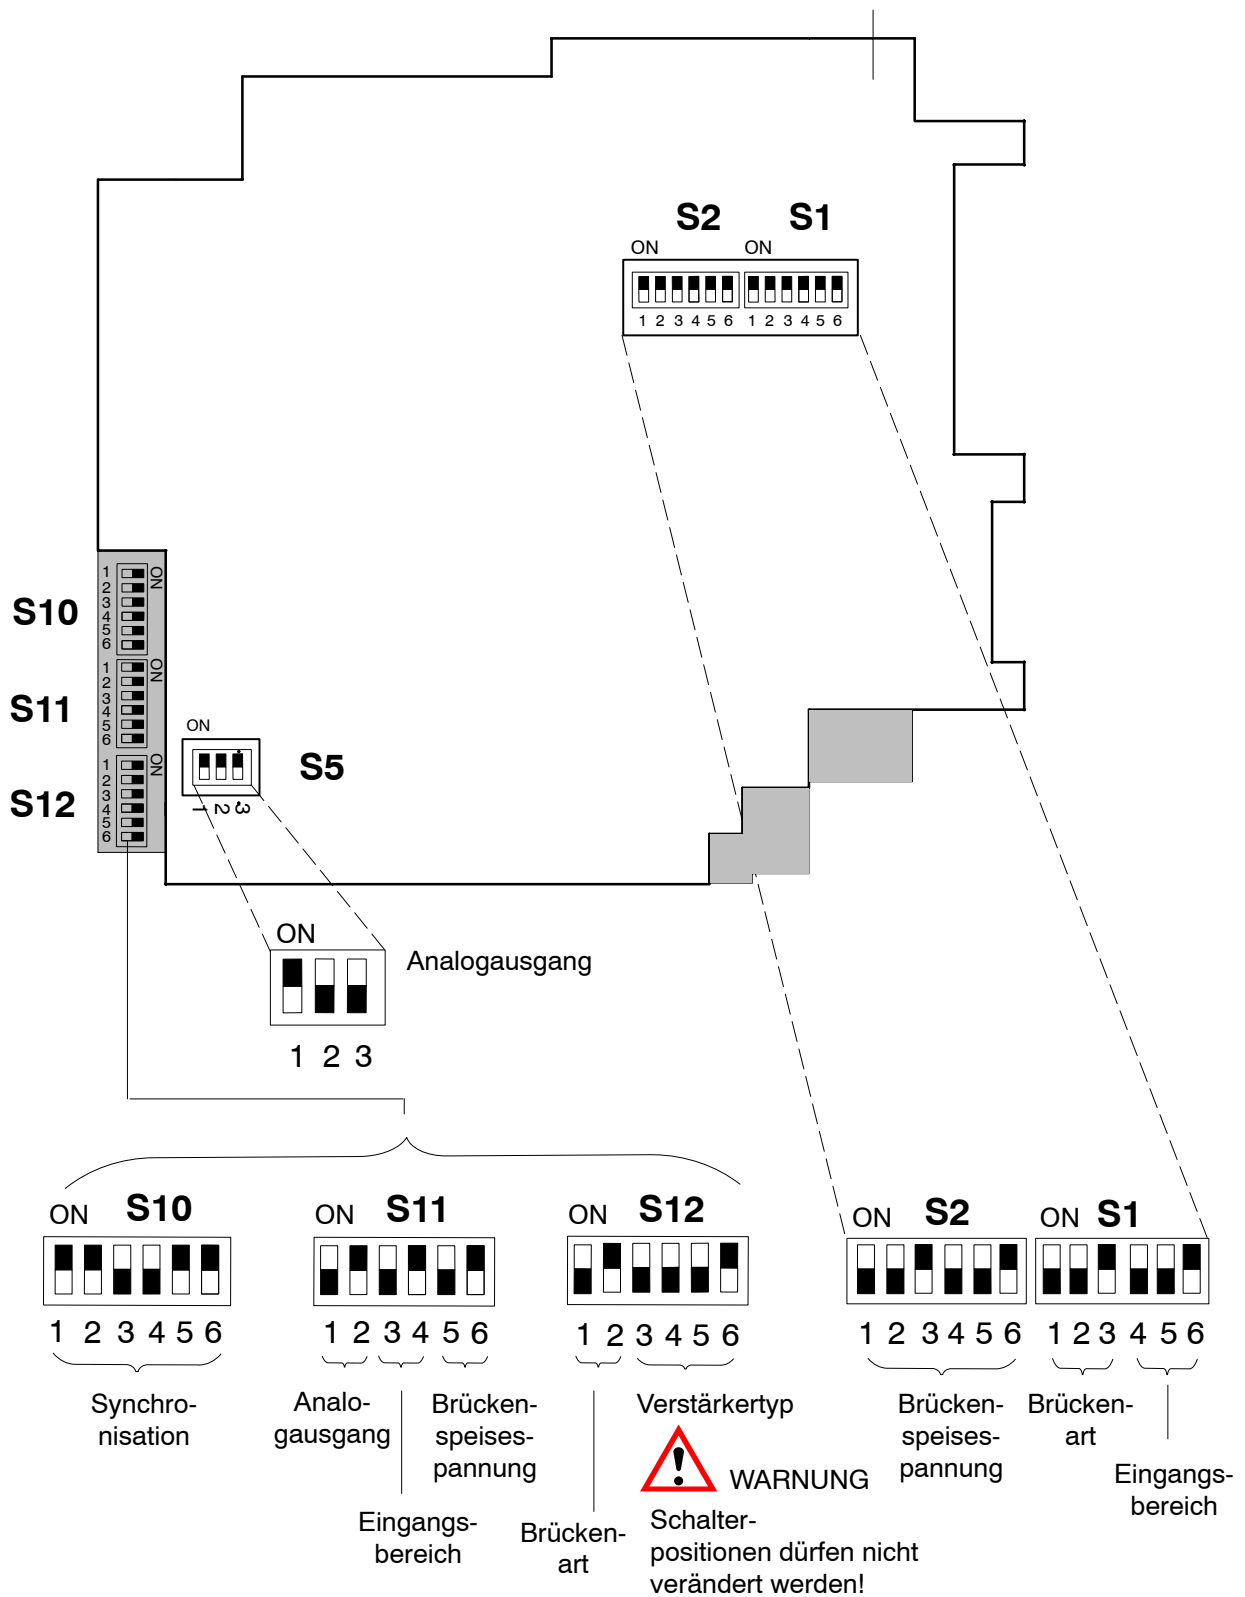 S2 S1
ON ON
1 2 3 4 5 6 1 2 3 4 5 6
S10
1 ON
2
3
4
5
6
S11
1 ON
2
3
4
5
6
S12
1 ON
2
3
4
5
6
ON
S5
1 2 3
ON
Analogausgang
1 2 3
ON S10
1 2 3 4 5 6
Synchro-
nisation
ON S11
1 2 3 4 5 6
Analo-
gausgang
Eingangs-
bereich
Brücken-
speises-
pannung
ON S12
1 2 3 4 5 6
Brücken-
art
Verstärkertyp
! WARNUNG
Schalter-
positionen dürfen nicht
verändert werden!
ON S2
1 2 3 4 5 6
Brücken-
speises-
pannung
ON S1
1 2 3 4 5 6
Brücken-
art
Eingangs-
bereich